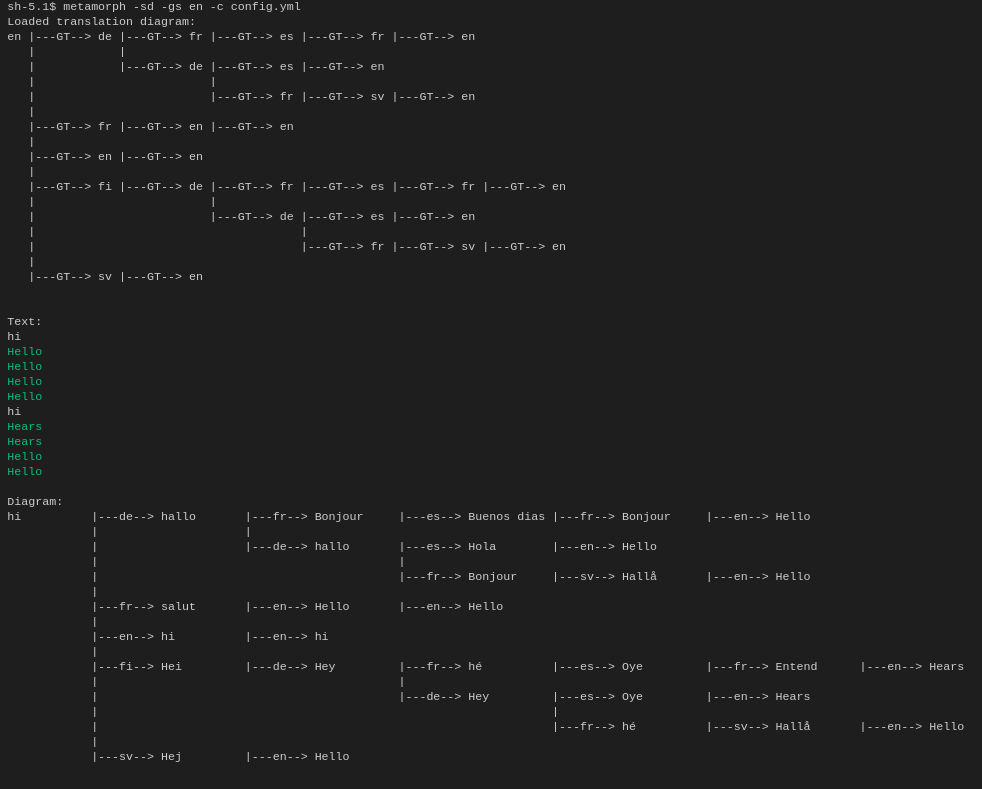 sh-5.1$ metamorph -sd -gs en -c config.yml
Loaded translation diagram:
en |---GT--> de |---GT--> fr |---GT--> es |---GT--> fr |---GT--> en
   |            |
   |            |---GT--> de |---GT--> es |---GT--> en
   |                         |
   |                         |---GT--> fr |---GT--> sv |---GT--> en
   |
   |---GT--> fr |---GT--> en |---GT--> en
   |
   |---GT--> en |---GT--> en
   |
   |---GT--> fi |---GT--> de |---GT--> fr |---GT--> es |---GT--> fr |---GT--> en
   |                         |
   |                         |---GT--> de |---GT--> es |---GT--> en
   |                                      |
   |                                      |---GT--> fr |---GT--> sv |---GT--> en
   |
   |---GT--> sv |---GT--> en

Text:
hi
Hello
Hello
Hello
Hello
hi
Hears
Hears
Hello
Hello

Diagram:
hi          |---de--> hallo       |---fr--> Bonjour     |---es--> Buenos dias |---fr--> Bonjour     |---en--> Hello
            |                     |
            |                     |---de--> hallo       |---es--> Hola        |---en--> Hello
            |                                           |
            |                                           |---fr--> Bonjour     |---sv--> Hallå       |---en--> Hello
            |
            |---fr--> salut       |---en--> Hello       |---en--> Hello
            |
            |---en--> hi          |---en--> hi
            |
            |---fi--> Hei         |---de--> Hey         |---fr--> hé          |---es--> Oye         |---fr--> Entend      |---en--> Hears
            |                                           |
            |                                           |---de--> Hey         |---es--> Oye         |---en--> Hears
            |                                                                 |
            |                                                                 |---fr--> hé          |---sv--> Hallå       |---en--> Hello
            |
            |---sv--> Hej         |---en--> Hello